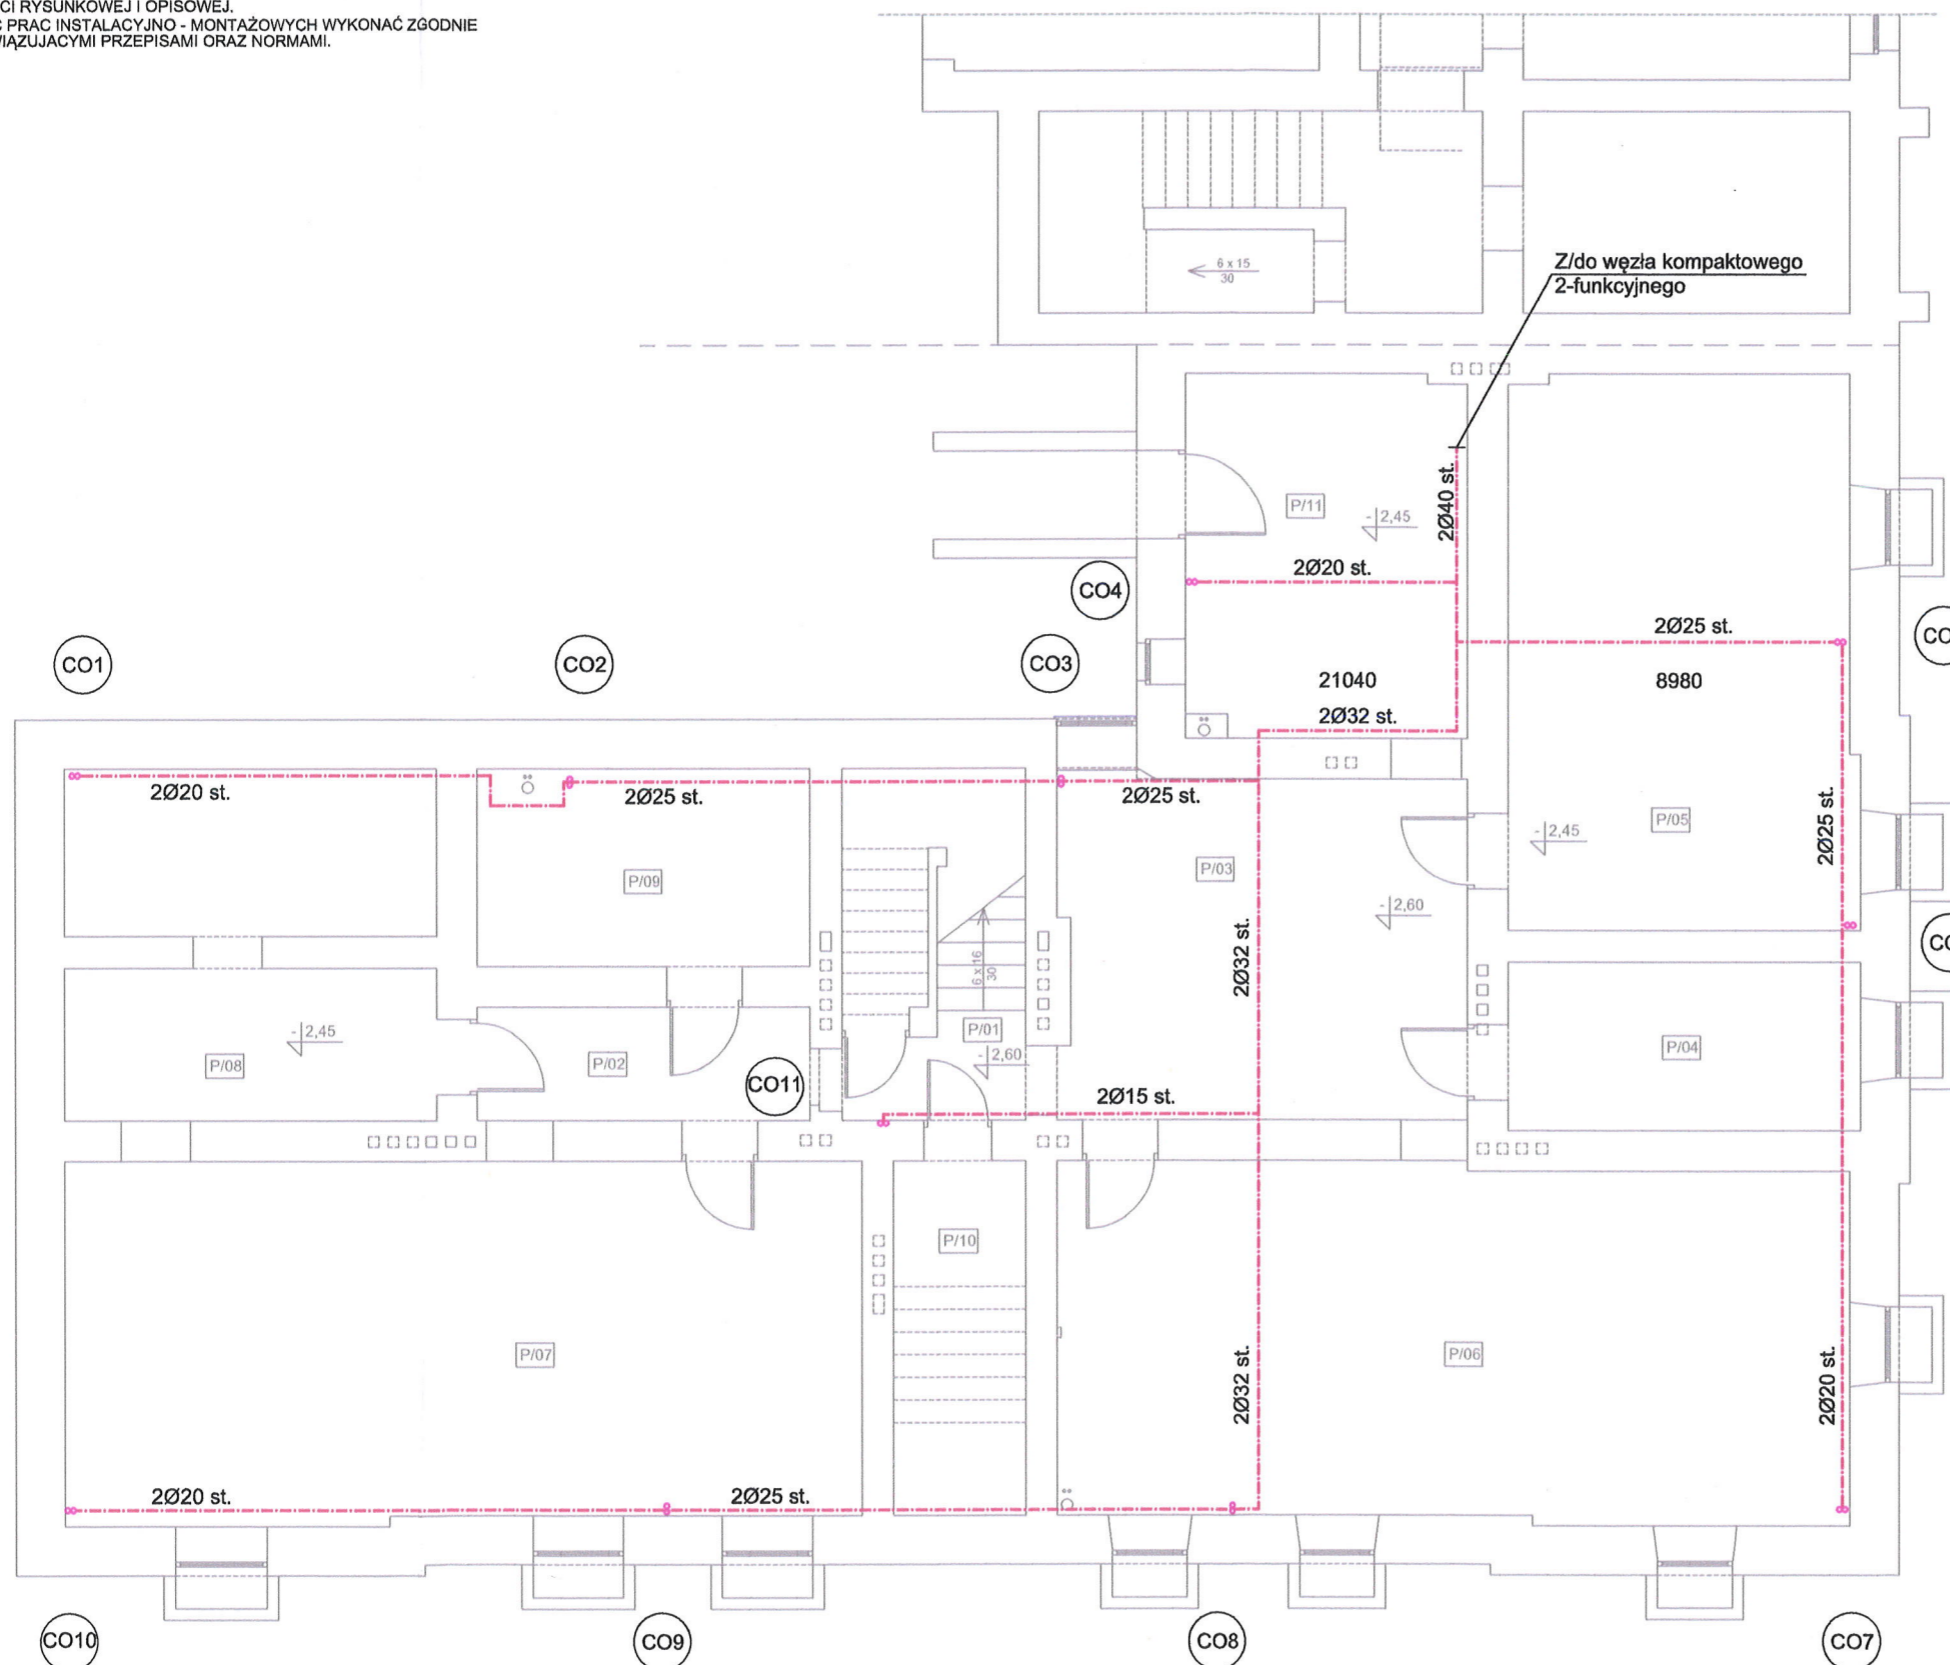 CI RYSUNKOWEJ I OPISOWEJ.
PRAC INSTALACYJNO - MONTAŻOWYCH WYKONAĆ ZGODNIE
IĄZUJACYMI PRZEPISAMI ORAZ NORMAMI.
6 x 15
30
Z/do węzła kompaktowego
2-funkcyjnego
2Ø40 st.
P/11
- 2,45
2Ø20 st.
CO4
2Ø25 st.
CO
CO1
CO2
CO3
21040
8980
2Ø32 st.
2Ø20 st.
2Ø25 st.
2Ø25 st.
P/05
2Ø25 st.
- 2,45
P/09
P/03
- 2,60
2Ø32 st.
6 x 16
30
P/01
- 2,45
P/08
P/02
- 2,60
P/04
CO11
2Ø15 st.
P/10
P/07
P/06
2Ø32 st.
2Ø20 st.
2Ø20 st.
2Ø25 st.
CO10
CO9
CO8
CO7